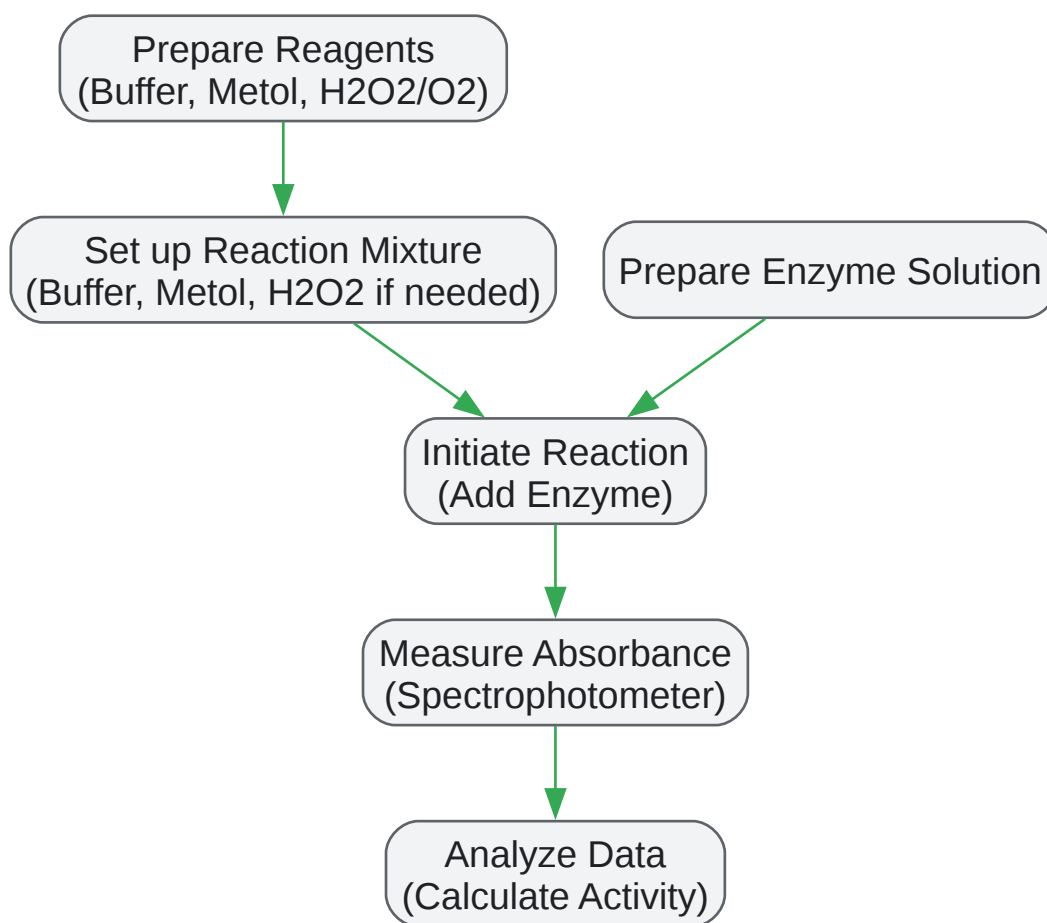 Prepare Reagents
(Buffer, Metol, H2O2/O2)
Set up Reaction Mixture
(Buffer, Metol, H2O2 if needed)
Prepare Enzyme Solution
Initiate Reaction
(Add Enzyme)
Measure Absorbance
(Spectrophotometer)
Analyze Data
(Calculate Activity)